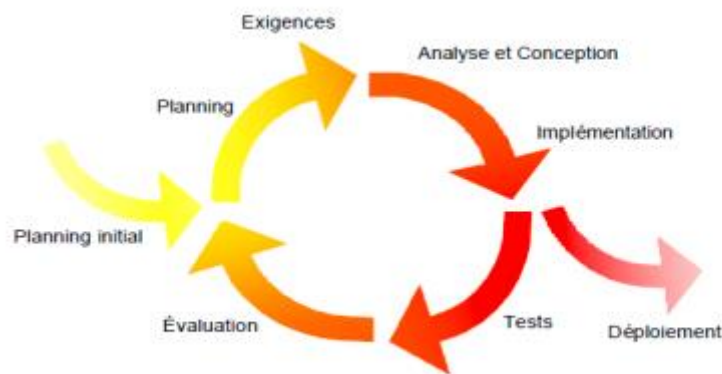 Exigences
Analyse et Conception
Planning
Implémentation
Planning initial
Évaluation
Tests
Déploiement